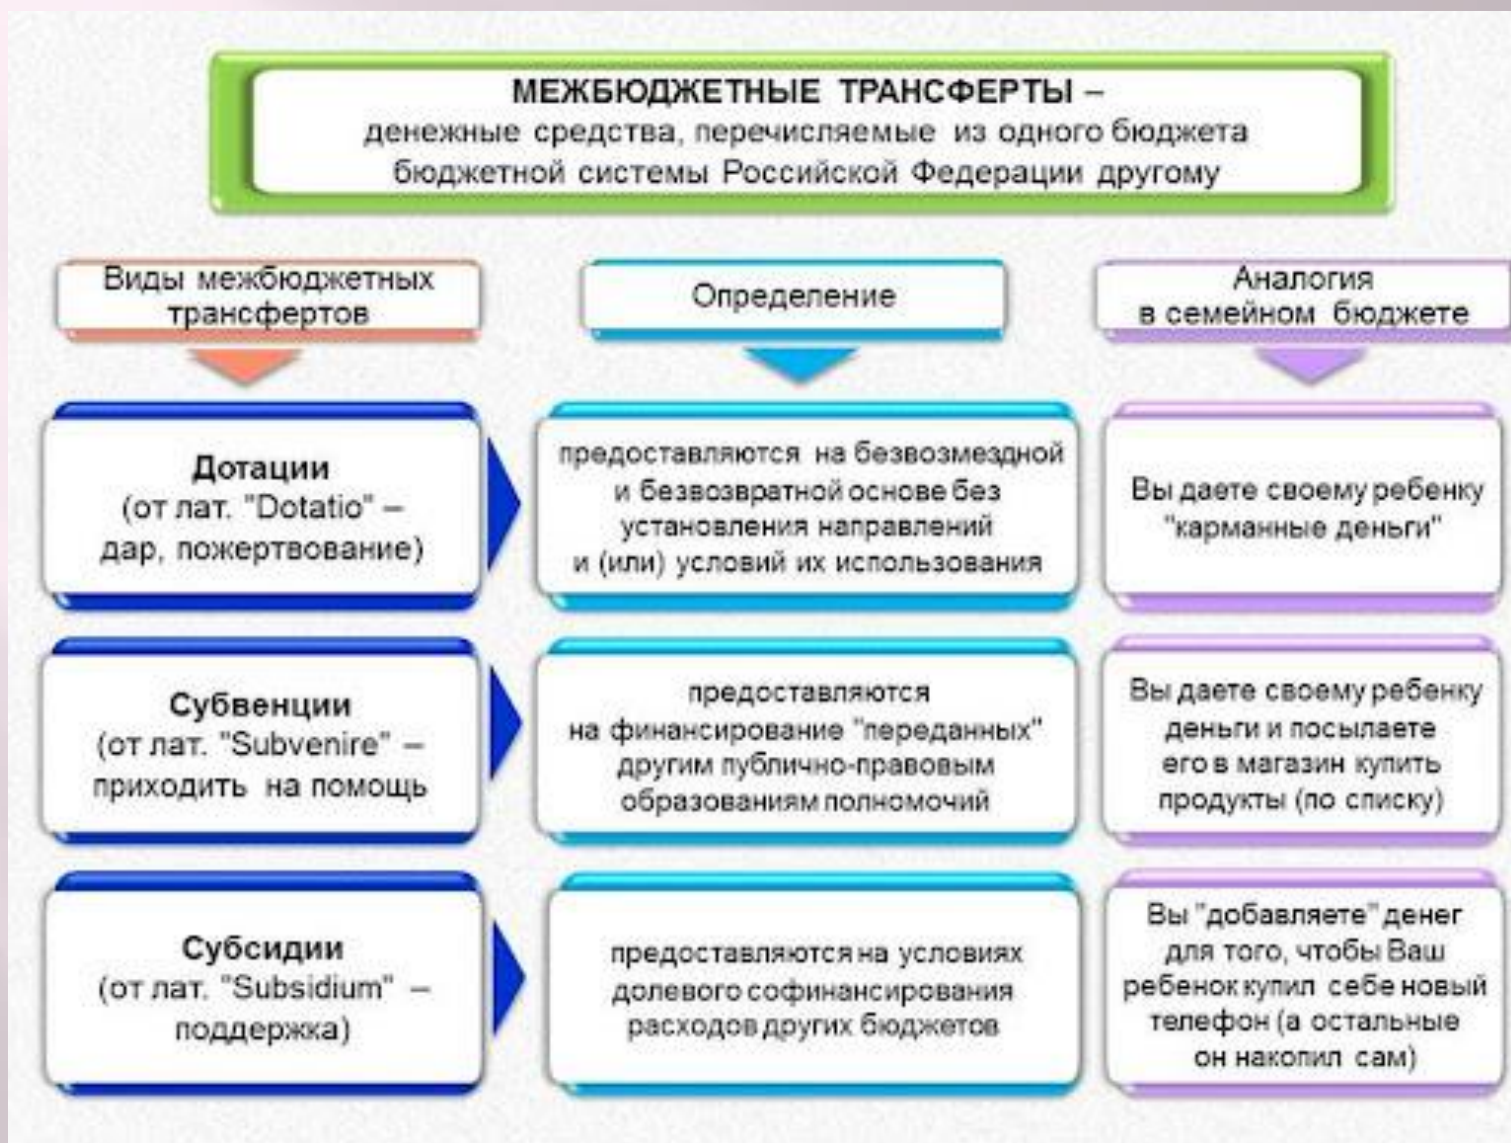 МЕЖБЮДЖЕТНЫЕ ТРАНСФЕРТЫ –
денежные средства, перечисляемые из одного бюджета
бюджетной системы Российской Федерации другому
Виды межбюджетных
трансфертов
Определение
Аналогия
в семейном бюджете
Дотации
(от лат. "Dotatio" –
дар, пожертвование)
предоставляются на безвозмездной
и безвозвратной основе без
установления направлений
и (или) условий их использования
Вы даете своему ребенку
"карманные деньги"
Субвенции
(от лат. "Subvenire" –
приходить на помощь
предоставляются
на финансирование "переданных"
другим публично-правовым
образованиям полномочий
Вы даете своему ребенку
деньги и посылаете
его в магазин купить
продукты (по списку)
Субсидии
(от лат. "Subsidium" –
поддержка)
предоставляются на условиях
долевого софинансирования
расходов других бюджетов
Вы "добавляете" денег
для того, чтобы Ваш
ребенок купил себе новый
телефон (а остальные
он накопил сам)